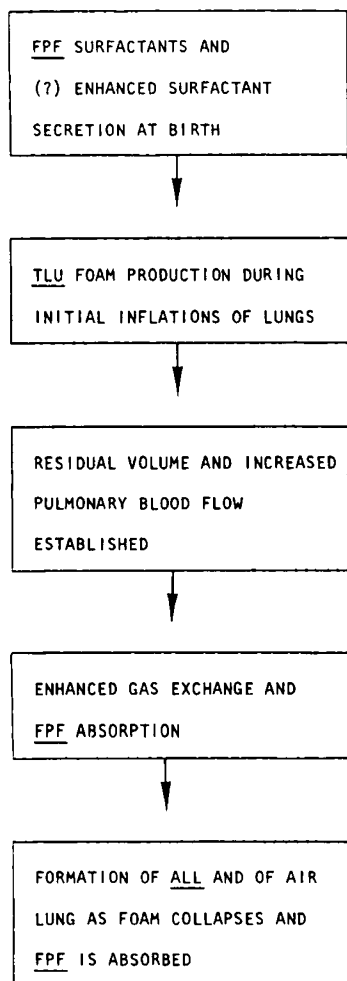 FPF SURFACTANTS AND
(?) ENHANCED SURFACTANT
SECRETION AT BIRTH
TLU FOAM PRODUCTION DURING
INITIAL INFLATIONS OF LUNGS
RESIDUAL VOLUME AND INCREASED
PULMONARY BLOOD FLOW
ESTABLISHED
ENHANCED GAS EXCHANGE AND
FPF ABSORPTION
FORMATION OF ALL AND OF AIR
LUNG AS FOAM COLLAPSES AND
FPF IS ABSORBED